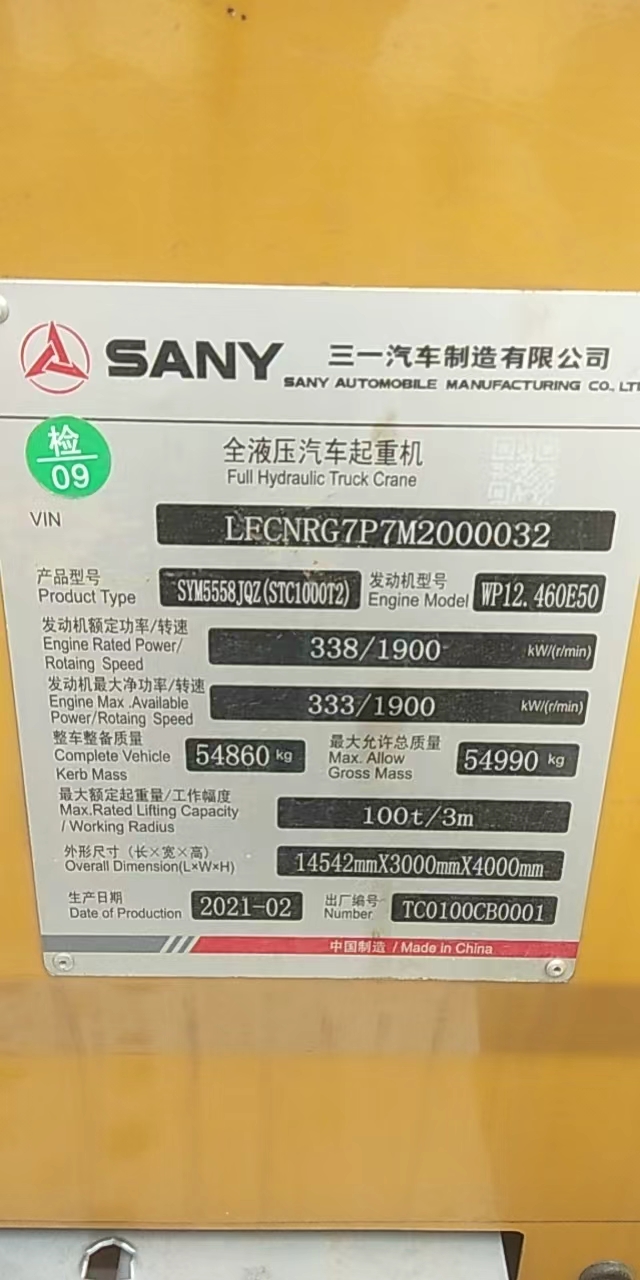 SANY
三一汽车制造有限公司
SANY AUTOMOBILE MANUFACTURING CO., LT
检
09
全液压汽车起重机
Full Hydraulic Truck Crane
VIN LFCNRG7P7M2000032
产品型号
Product Type
SYM5558JQZ(STC1000T2)
发动机型号
Engine Model
WP12.460E50
发动机额定功率/转速
Engine Rated Power/
Rotaing Speed
338/1900 kW/(r/min)
发动机最大净功率/转速
Engine Max .Available
Power/Rotaing Speed
333/1900 kW/(r/min)
整车整备质量
Complete Vehicle
Kerb Mass
54860 kg
最大允许总质量
Max. Allow
Gross Mass
54990 kg
最大额定起重量/工作幅度
Max.Rated Lifting Capacity
/ Working Radius
100t/3m
外形尺寸（长×宽×高）
Overall Dimension(L×W×H)
14542mmX3000mmX4000mm
生产日期
Date of Production
2021-02
出厂编号
Number
TC0100CB0001
中国制造 / Made in China